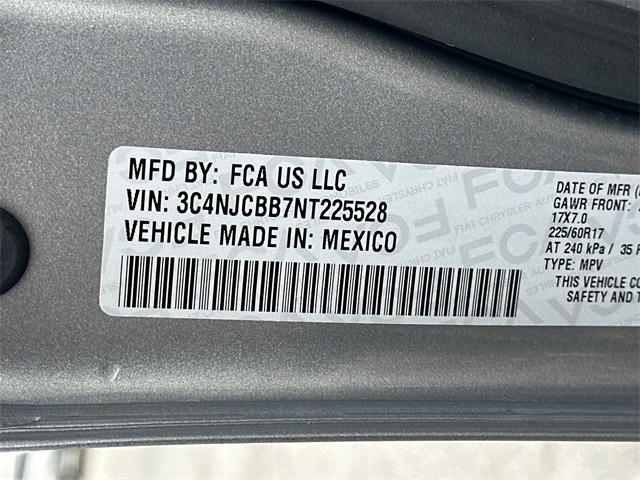 MFD BY: FCA US LLC
VIN: 3C4NJCBB7NT225528
VEHICLE MADE IN: MEXICO
DATE OF MFR
GAWR FRONT:
17X7.0
225/60R17
AT 240 kPa / 35
TYPE: MPV
THIS VEHICLE
SAFETY AND